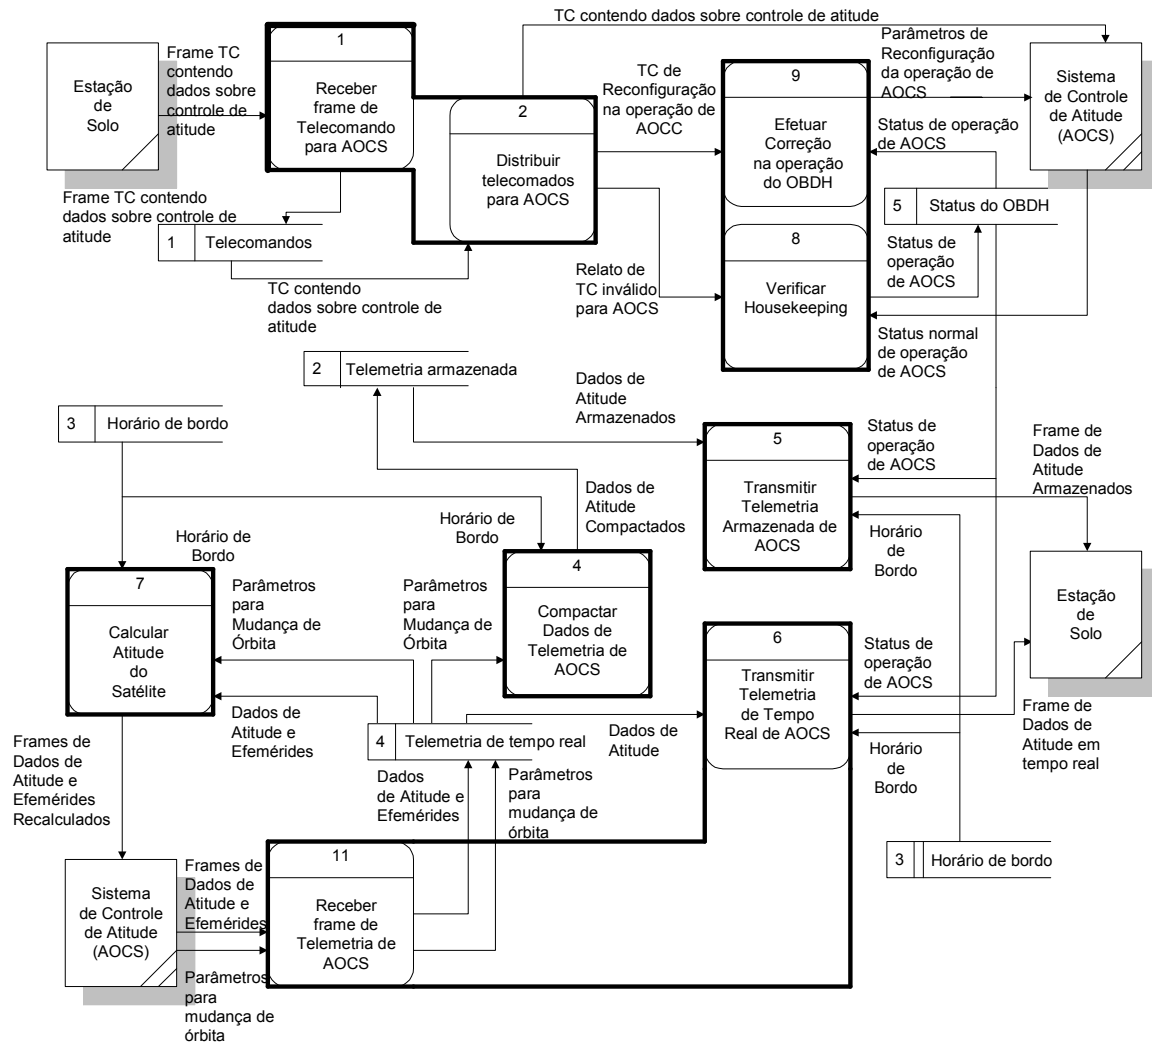 TC contendo dados sobre controle de atitude
Estação
de
Solo
Frame TC
contendo
dados sobre
controle de
atitude
1
Receber
frame de
Telecomando
para AOCS
2
Distribuir
telecomados
para AOCS
TC de
Reconfiguração
na operação de
AOCC
9
Efetuar
Correção
na operação
do OBDH
Parâmetros de
Reconfiguração
da operação de
AOCS
Status de operação
de AOCS
Sistema
de Controle
de Atitude
(AOCS)
Frame TC contendo
dados sobre controle de
atitude
1
Telecomandos
TC contendo
dados sobre controle de
atitude
Relato de
TC inválido
para AOCS
8
Verificar
Housekeeping
5
Status do OBDH
Status de
operação
de AOCS
Status normal
de operação
de AOCS
2
Telemetria armazenada
Dados de
Atitude
Armazenados
3
Horário de bordo
5
Transmitir
Telemetria
Armazenada de
AOCS
Status de
operação
de AOCS
Frame de
Dados de
Atitude
Armazenados
Dados de
Atitude
Compactados
Horário de
Bordo
Horário de
Bordo
Horário
de
Bordo
7
Calcular
Atitude
do
Satélite
Parâmetros
para
Mudança de
Órbita
Parâmetros
para
Mudança de
Órbita
4
Compactar
Dados de
Telemetria de
AOCS
Estação
de
Solo
6
Transmitir
Telemetria
de Tempo
Real de AOCS
Status de
operação
de AOCS
Dados de
Atitude e
Efemérides
4
Telemetria de tempo real
Dados de
Atitude
Horário
de
Bordo
Frame de
Dados de
Atitude em
tempo real
Frames de
Dados de
Atitude e
Efemérides
Recalculados
Dados
de Atitude e
Efemérides
Parâmetros
para
mudança de
órbita
11
Receber
frame de
Telemetria de
AOCS
3
Horário de bordo
Sistema
de Controle
de Atitude
(AOCS)
Frames de
Dados de
Atitude e
Efemérides
Parâmetros
para
mudança de
órbita